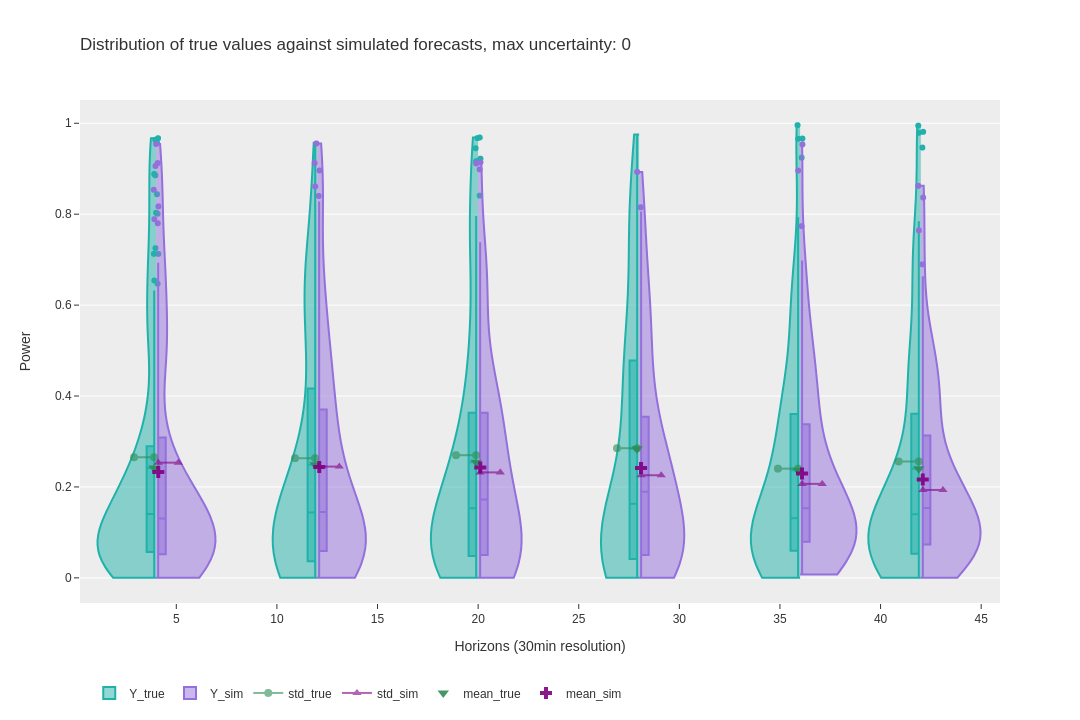 Distribution of true values against simulated forecasts, max uncertainty: 0
1
0.8
0.6
0.4
0.2
0
Power
5 10 15 20 25 30 35 40 45
Horizons (30min resolution)
Y_true Y_sim std_true std_sim mean_true mean_sim